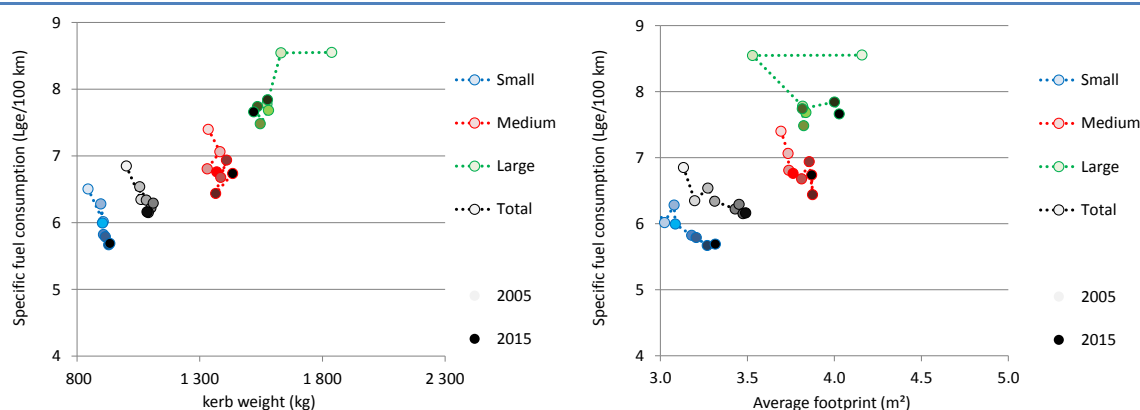 Specific fuel consumption (Lge/100 km)
9
8
7
6
5
4
800
1 300
1 800
2 300
kerb weight (kg)
Small
Medium
Large
Total
2005
2015
Specific fuel consumption (Lge/100 km)
9
8
7
6
5
4
3.0
3.5
4.0
4.5
5.0
Average footprint (m²)
Small
Medium
Large
Total
2005
2015